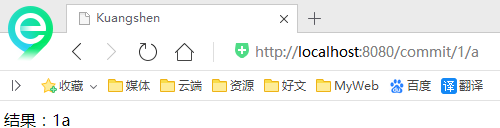 Kuangshen
http://localhost:8080/commit/1/a
收藏 媒体 云端 资源 好文 MyWeb 百度 译 翻译
结果：1a